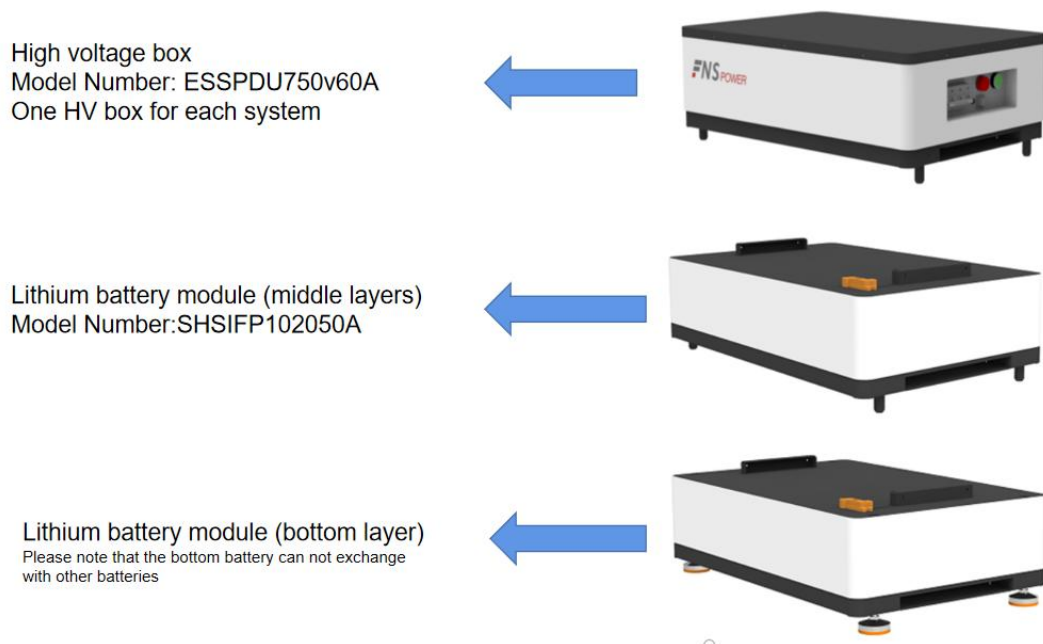 High voltage box
Model Number: ESSPDU750v60A
One HV box for each system
FNS POWER
Lithium battery module (middle layers)
Model Number:SHSIFP102050A
Lithium battery module (bottom layer)
Please note that the bottom battery can not exchange
with other batteries